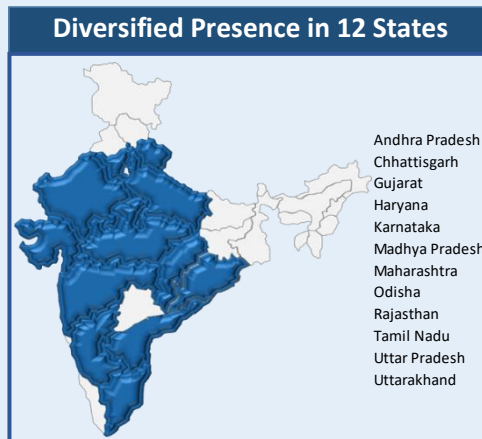 Diversified Presence in 12 States
Andhra Pradesh
Chhattisgarh
Gujarat
Haryana
Karnataka
Madhya Pradesh
Maharashtra
Odisha
Rajasthan
Tamil Nadu
Uttar Pradesh
Uttarakhand